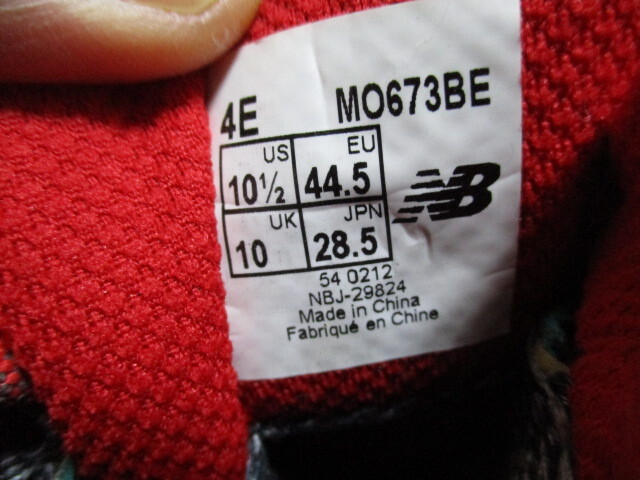 4E MO673BE
US EU
10½ 44.5
UK JPN
10 28.5
NB
54 0212
NBJ-29824
Made in China
Fabriqué en Chine